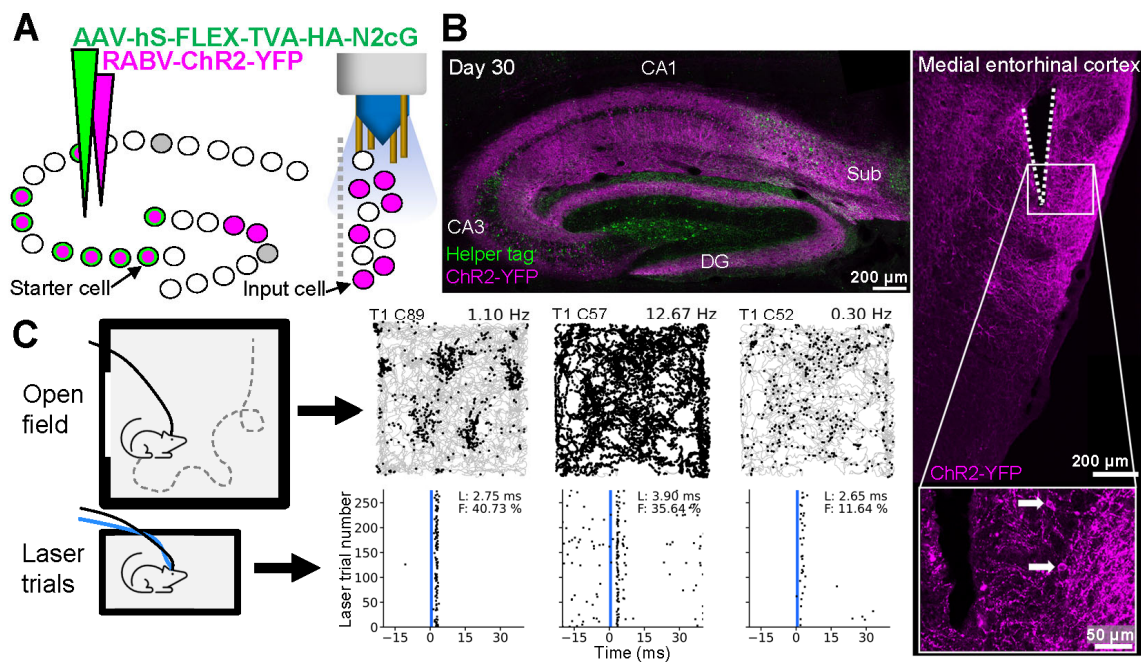 A
AAV-hS-FLEX-TVA-HA-N2cG
RABV-ChR2-YFP
Starter cell
Input cell
B
Day 30
CA1
Sub
CA3
DG
Helper tag
ChR2-YFP
200 µm
Medial entorhinal cortex
ChR2-YFP
200 µm
50 µm
C
Open
field
Laser
trials
T1 C89 1.10 Hz
T1 C57 12.67 Hz
T1 C52 0.30 Hz
Laser trial number
250
200
150
100
50
0
L: 2.75 ms
F: 40.73 %
L: 3.90 ms
F: 35.64 %
L: 2.65 ms
F: 11.64 %
−15 0 15 30
−15 0 15 30
−15 0 15 30
Time (ms)